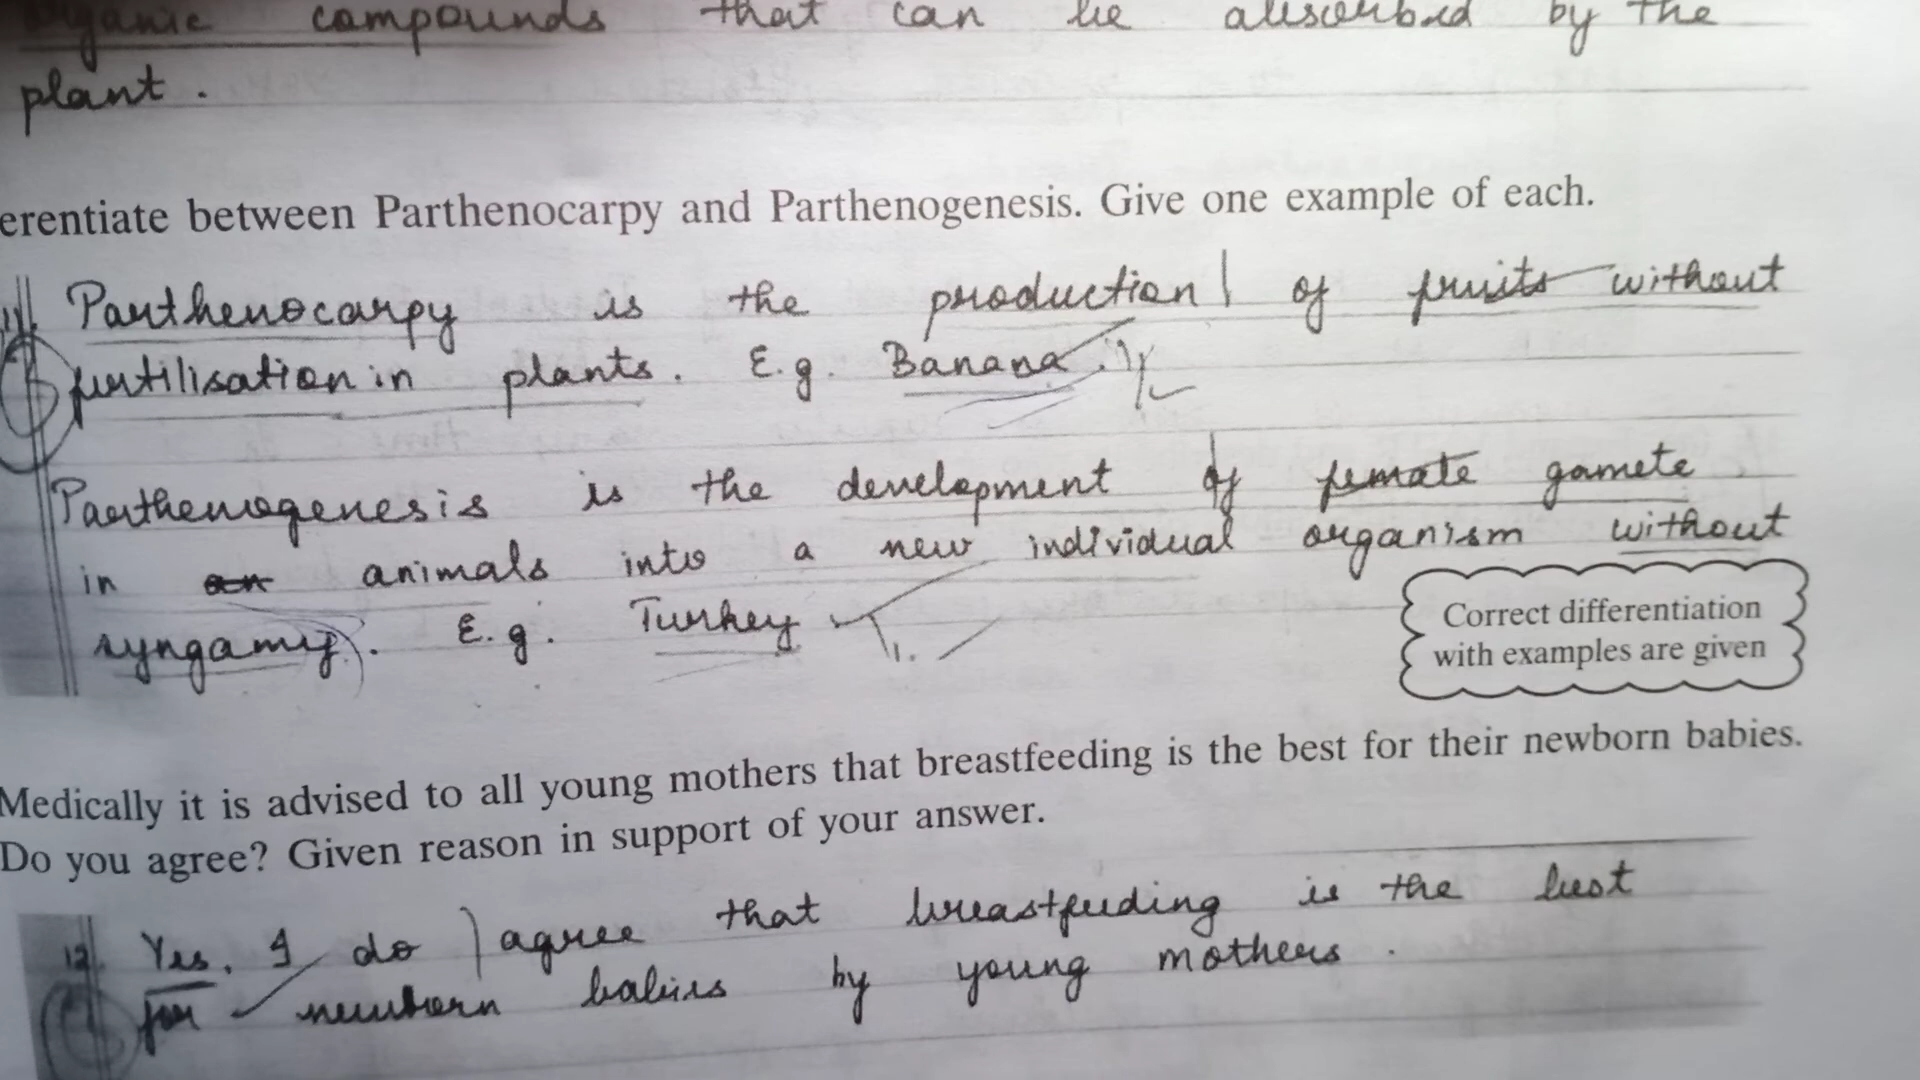 organic compounds that can be absorbed by the
plant.
erentiate between Parthenocarpy and Parthenogenesis. Give one example of each.
11. Parthenocarpy is the production of fruits without
fertilisation in plants. E.g. Banana.
Parthenogenesis is the development of female gamete
in an animals into a new individual organism without
syngamy. E.g. Turkey
Correct differentiation
with examples are given
Medically it is advised to all young mothers that breastfeeding is the best for their newborn babies.
Do you agree? Given reason in support of your answer.
12. Yes, I do agree that breastfeeding is the best
for newborn babies by young mothers.